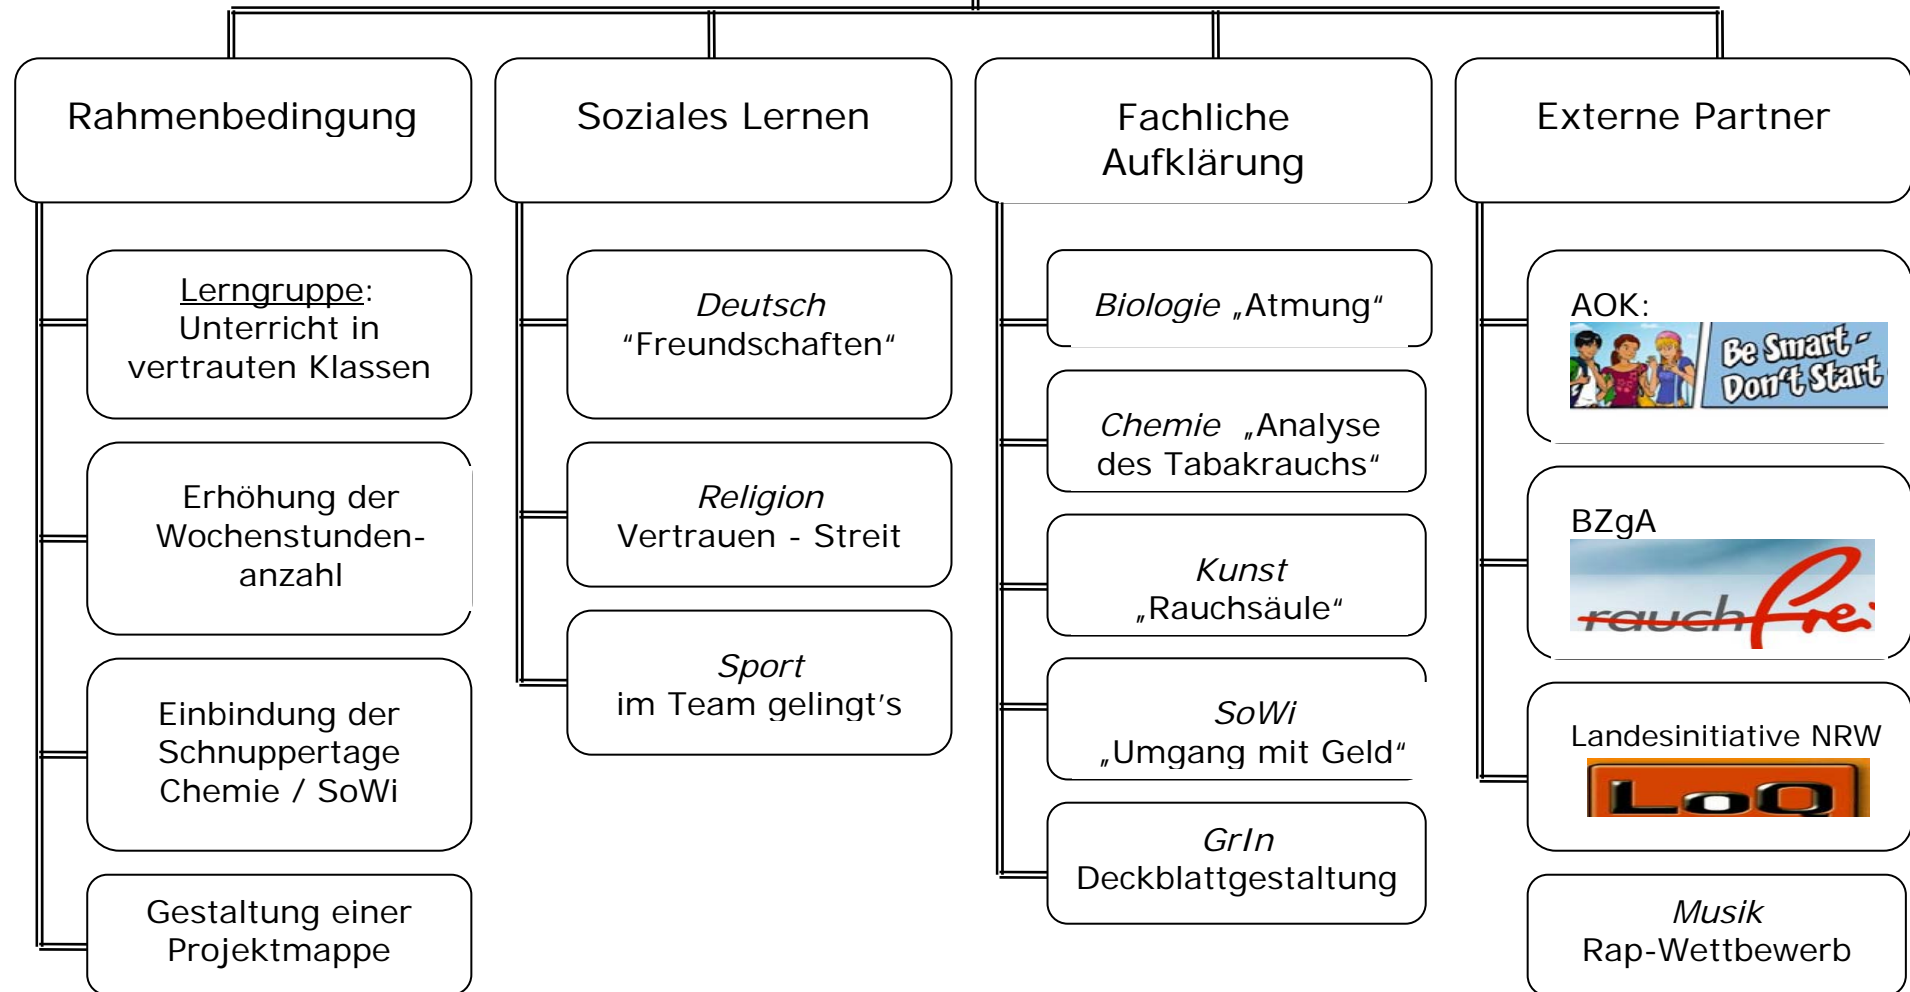 Rahmenbedingung
Lerngruppe:
Unterricht in
vertrauten Klassen
Erhöhung der
Wochenstunden-
anzahl
Einbindung der
Schnuppertage
Chemie / SoWi
Gestaltung einer
Projektmappe
Soziales Lernen
Deutsch
"Freundschaften“
Religion
Vertrauen - Streit
Sport
im Team gelingt’s
Fachliche
Aufklärung
Biologie „Atmung“
Chemie „Analyse
des Tabakrauchs“
Kunst
„Rauchsäule“
SoWi
„Umgang mit Geld“
GrIn
Deckblattgestaltung
Externe Partner
AOK:
Be Smart -
Don't Start
BZgA
rauchfrei
Landesinitiative NRW
LoQ
Musik
Rap-Wettbewerb